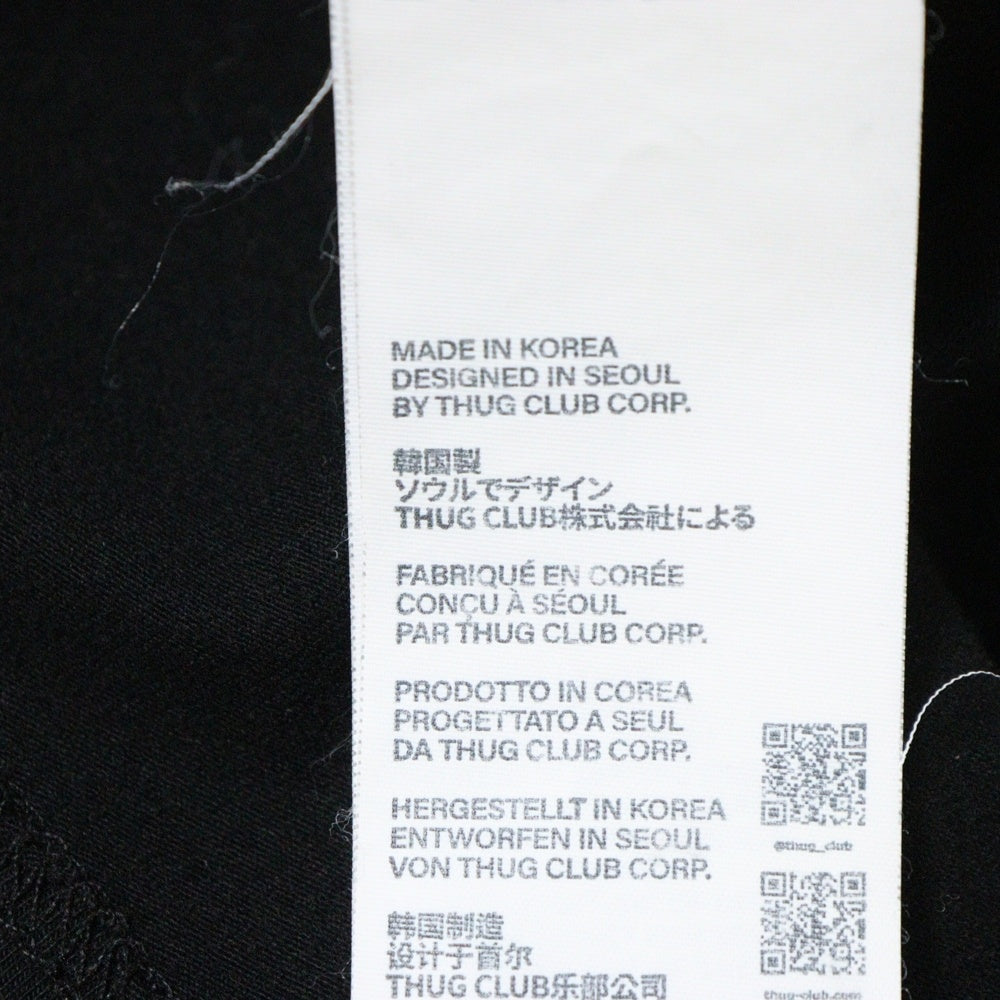 MADE IN KOREA
DESIGNED IN SEOUL
BY THUG CLUB CORP.
韓国製
ソウルでデザイン
THUG CLUB株式会社による
FABRIQUÉ EN CORÉE
CONÇU À SÉOUL
PAR THUG CLUB CORP.
PRODOTTO IN COREA
PROGETTATO A SEUL
DA THUG CLUB CORP.
HERGESTELLT IN KOREA
ENTWORFEN IN SEOUL
VON THUG CLUB CORP.
@thug_club
韩国制造
设计于首尔
THUG CLUB乐部公司
thug-club.com